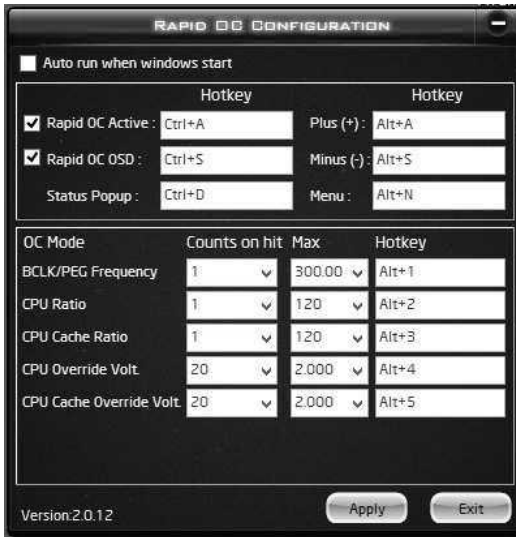 RAPID OC CONFIGURATION
Auto run when windows start
Hotkey Hotkey
Rapid OC Active : Ctrl+A Plus (+) : Alt+A
Rapid OC OSD : Ctrl+S Minus (-) : Alt+S
Status Popup : Ctrl+D Menu : Alt+N
OC Mode Counts on hit Max Hotkey
BCLK/PEG Frequency 1 300.00 Alt+1
CPU Ratio 1 120 Alt+2
CPU Cache Ratio 1 120 Alt+3
CPU Override Volt. 20 2.000 Alt+4
CPU Cache Override Volt. 20 2.000 Alt+5
Version:2.0.12 Apply Exit